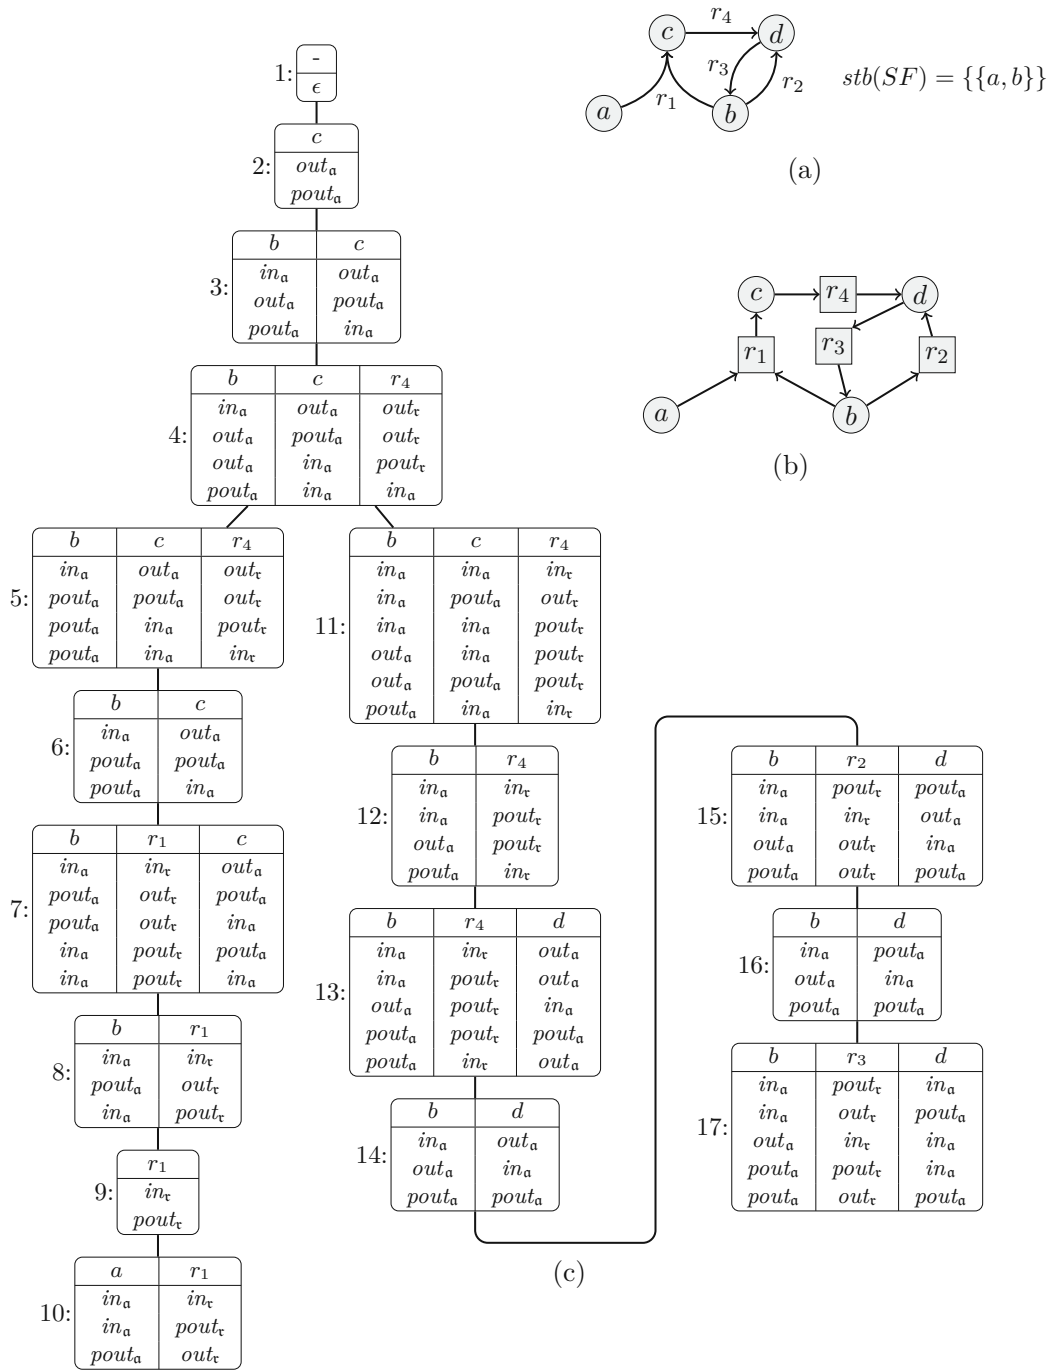 1:
-
ϵ
2:
c
out𝔞
pout𝔞
3:
b c
in𝔞 out𝔞
out𝔞 pout𝔞
pout𝔞 in𝔞
4:
b c r₄
in𝔞 out𝔞 out𝔯
out𝔞 pout𝔞 out𝔯
out𝔞 in𝔞 pout𝔯
pout𝔞 in𝔞 in𝔞
5:
b c r₄
in𝔞 out𝔞 out𝔯
pout𝔞 pout𝔞 out𝔯
pout𝔞 in𝔞 pout𝔯
pout𝔞 in𝔞 in𝔯
6:
b c
in𝔞 out𝔞
pout𝔞 pout𝔞
pout𝔞 in𝔞
7:
b r₁ c
in𝔞 in𝔯 out𝔞
pout𝔞 out𝔯 pout𝔞
pout𝔞 out𝔯 in𝔞
in𝔞 pout𝔯 pout𝔞
in𝔞 pout𝔯 in𝔞
8:
b r₁
in𝔞 in𝔯
pout𝔞 out𝔯
in𝔞 pout𝔯
9:
r₁
in𝔯
pout𝔯
10:
a r₁
in𝔞 in𝔯
in𝔞 pout𝔯
pout𝔞 out𝔯
11:
b c r₄
in𝔞 in𝔞 in𝔯
in𝔞 pout𝔞 out𝔯
in𝔞 in𝔞 pout𝔯
out𝔞 in𝔞 pout𝔯
out𝔞 pout𝔞 pout𝔯
pout𝔞 in𝔞 in𝔯
12:
b r₄
in𝔞 in𝔯
in𝔞 pout𝔯
out𝔞 pout𝔯
pout𝔞 in𝔯
13:
b r₄ d
in𝔞 in𝔯 out𝔞
in𝔞 pout𝔯 out𝔞
out𝔞 pout𝔯 in𝔞
pout𝔞 pout𝔯 pout𝔞
pout𝔞 in𝔯 out𝔞
14:
b d
in𝔞 out𝔞
out𝔞 in𝔞
pout𝔞 pout𝔞
15:
b r₂ d
in𝔞 pout𝔯 pout𝔞
in𝔞 in𝔯 out𝔞
out𝔞 out𝔯 in𝔞
pout𝔞 out𝔯 pout𝔞
16:
b d
in𝔞 pout𝔞
out𝔞 in𝔞
pout𝔞 pout𝔞
17:
b r₃ d
in𝔞 pout𝔯 in𝔞
in𝔞 out𝔯 pout𝔞
out𝔞 in𝔯 in𝔞
pout𝔞 pout𝔯 in𝔞
pout𝔞 out𝔯 pout𝔞
(c)
c r₄ d
r₃
r₁ r₂
a b
stb(SF) = {{a, b}}
(a)
c r₄ d
r₁ r₃ r₂
a b
(b)